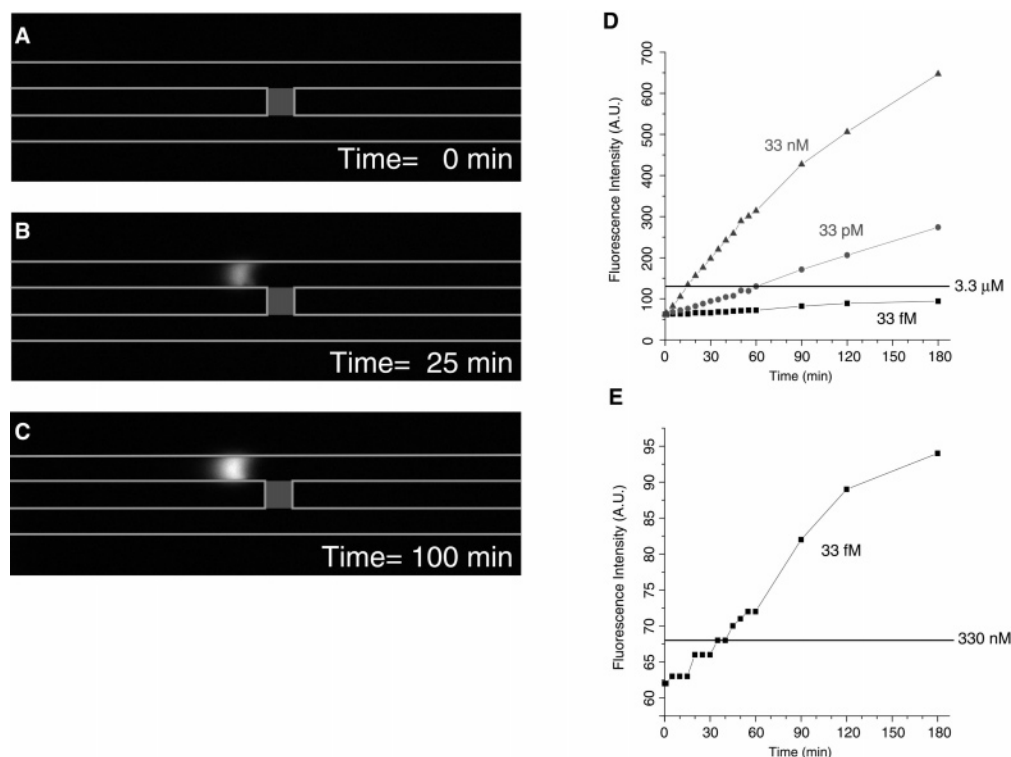 A
Time= 0 min
B
Time= 25 min
C
Time= 100 min
D
Fluorescence Intensity (A.U.)
700
600
500
400
300
200
100
0
33 nM
33 pM
3.3 µM
33 fM
0 30 60 90 120 150 180
Time (min)
E
Fluorescence Intensity (A.U.)
95
90
85
80
75
70
65
60
33 fM
330 nM
0 30 60 90 120 150 180
Time (min)